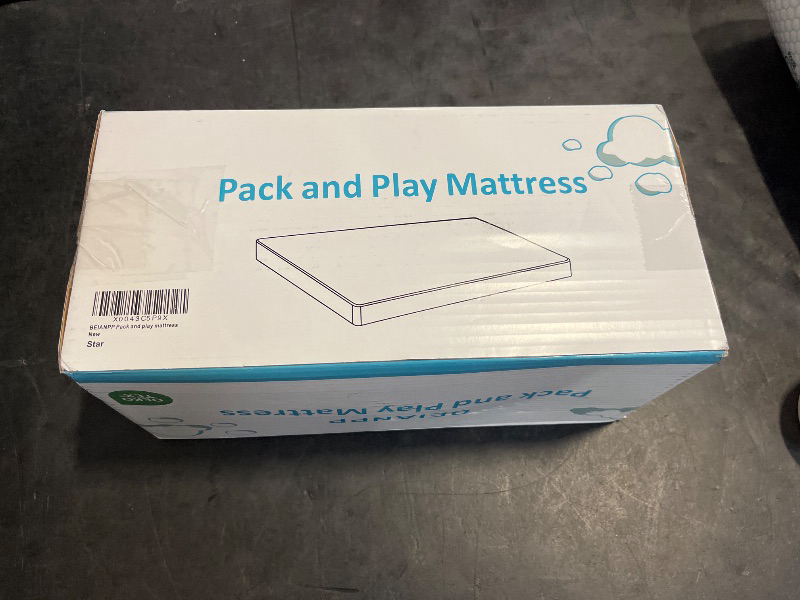 Pack and Play Mattress
X0043C5P9X
BEIANPP Pack and play mattress
New
Star
BEIANPP
Pack and Play Mattress